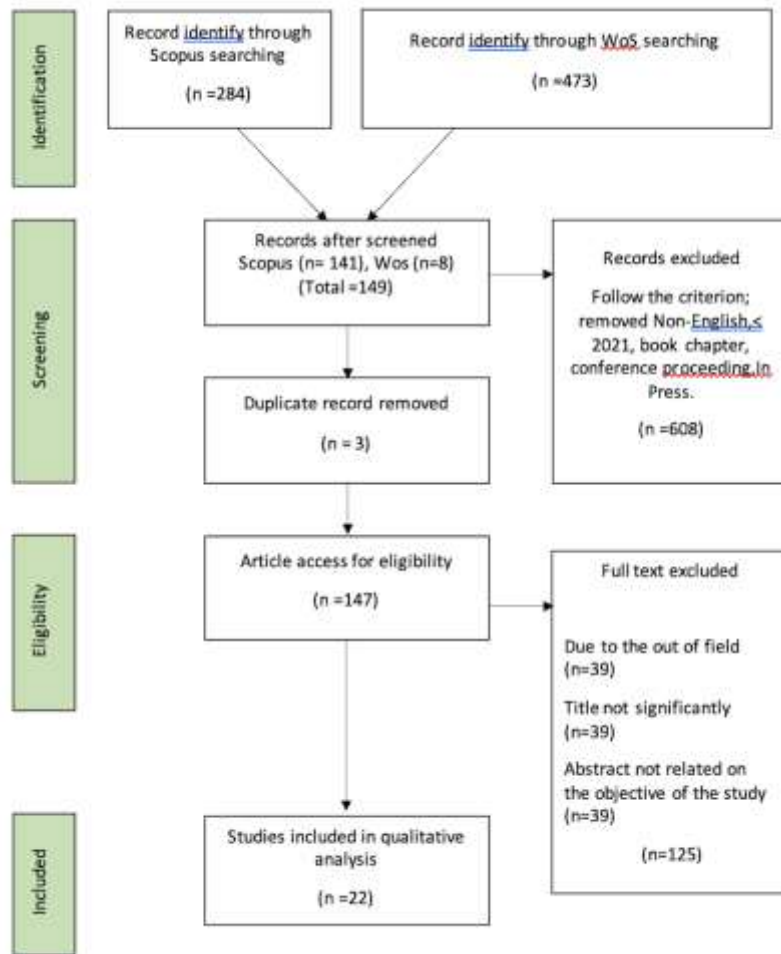 Identification
Record identify through
Scopus searching
(n =284)
Record identify through WoS searching
(n =473)
Screening
Records after screened
Scopus (n= 141), Wos (n=8)
(Total =149)
Records excluded
Follow the criterion;
removed Non-English,<
2021, book chapter,
conference proceeding,In
Press.
(n =608)
Duplicate record removed
(n = 3)
Eligibility
Article access for eligibility
(n =147)
Full text excluded
Due to the out of field
(n=39)
Title not significantly
(n=39)
Abstract not related on
the objective of the study
(n=39)
(n=125)
Included
Studies included in qualitative
analysis
(n =22)